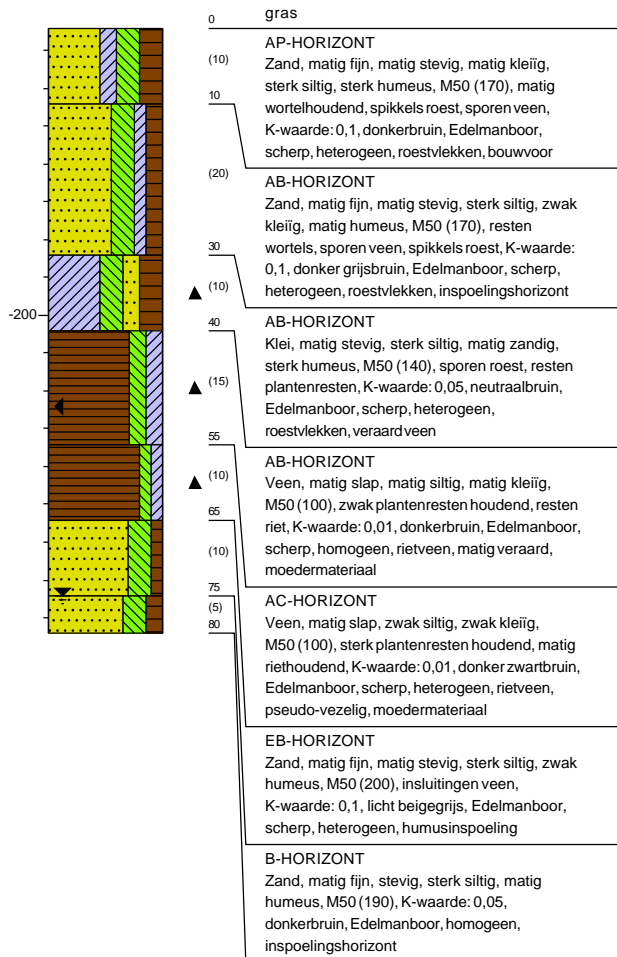 0
gras
AP-HORIZONT
(10)
Zand, matig fijn, matig stevig, matig kleiïg,
sterk siltig, sterk humeus, M50 (170), matig
10
wortelhoudend, spikkels roest, sporen veen,
K-waarde: 0,1, donkerbruin, Edelmanboor,
scherp, heterogeen, roestvlekken, bouwvoor
(20)
AB-HORIZONT
Zand, matig fijn, matig stevig, sterk siltig, zwak
kleiïg, matig humeus, M50 (170), resten
wortels, sporen veen, spikkels roest, K-waarde:
30
0,1, donker grijsbruin, Edelmanboor, scherp,
heterogeen, roestvlekken, inspoelingshorizont
(10)
-200
40
AB-HORIZONT
Klei, matig stevig, sterk siltig, matig zandig,
sterk humeus, M50 (140), sporen roest, resten
plantenresten, K-waarde: 0,05, neutraalbruin,
(15)
Edelmanboor, scherp, heterogeen,
roestvlekken, veraard veen
55
AB-HORIZONT
(10)
Veen, matig slap, matig siltig, matig kleiïg,
M50 (100), zwak plantenresten houdend, resten
65
riet, K-waarde: 0,01, donkerbruin, Edelmanboor,
scherp, homogeen, rietveen, matig veraard,
(10)
moedermateriaal
75
AC-HORIZONT
(5)
Veen, matig slap, zwak siltig, zwak kleiïg,
80
M50 (100), sterk plantenresten houdend, matig
riethoudend, K-waarde: 0,01, donker zwartbruin,
Edelmanboor, scherp, heterogeen, rietveen,
pseudo-vezelig, moedermateriaal
EB-HORIZONT
Zand, matig fijn, matig stevig, sterk siltig, zwak
humeus, M50 (200), insluitingen veen,
K-waarde: 0,1, licht beigegrijs, Edelmanboor,
scherp, heterogeen, humusinspoeling
B-HORIZONT
Zand, matig fijn, stevig, sterk siltig, matig
humeus, M50 (190), K-waarde: 0,05,
donkerbruin, Edelmanboor, homogeen,
inspoelingshorizont